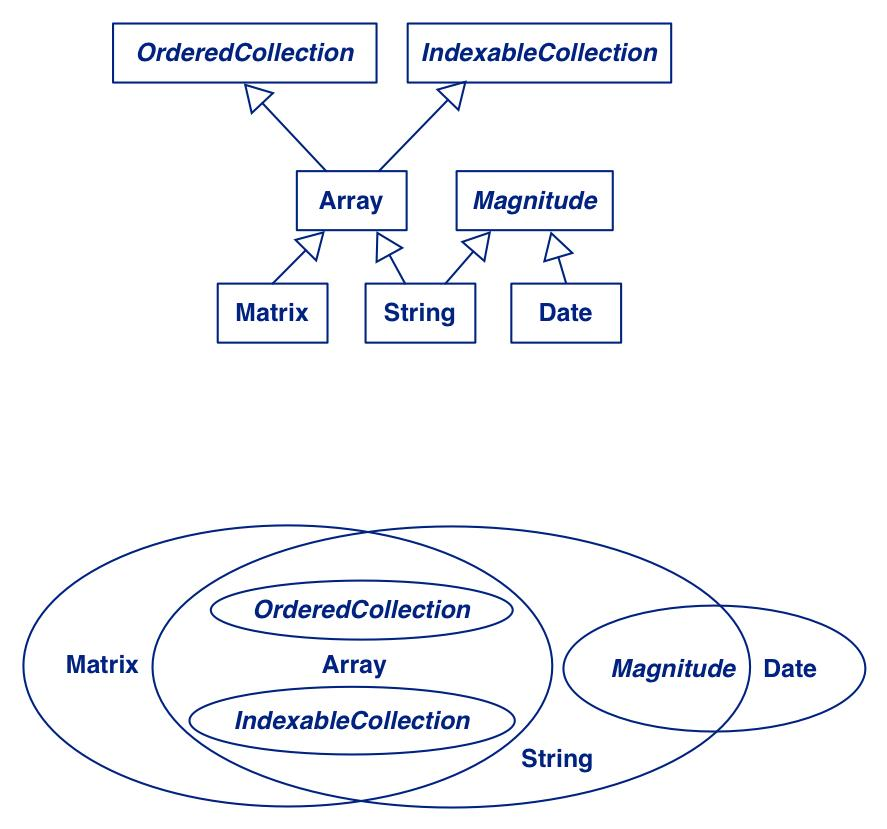 OrderedCollection
IndexableCollection
Array
Magnitude
Matrix
String
Date
OrderedCollection
Matrix
Array
Magnitude
Date
IndexableCollection
String